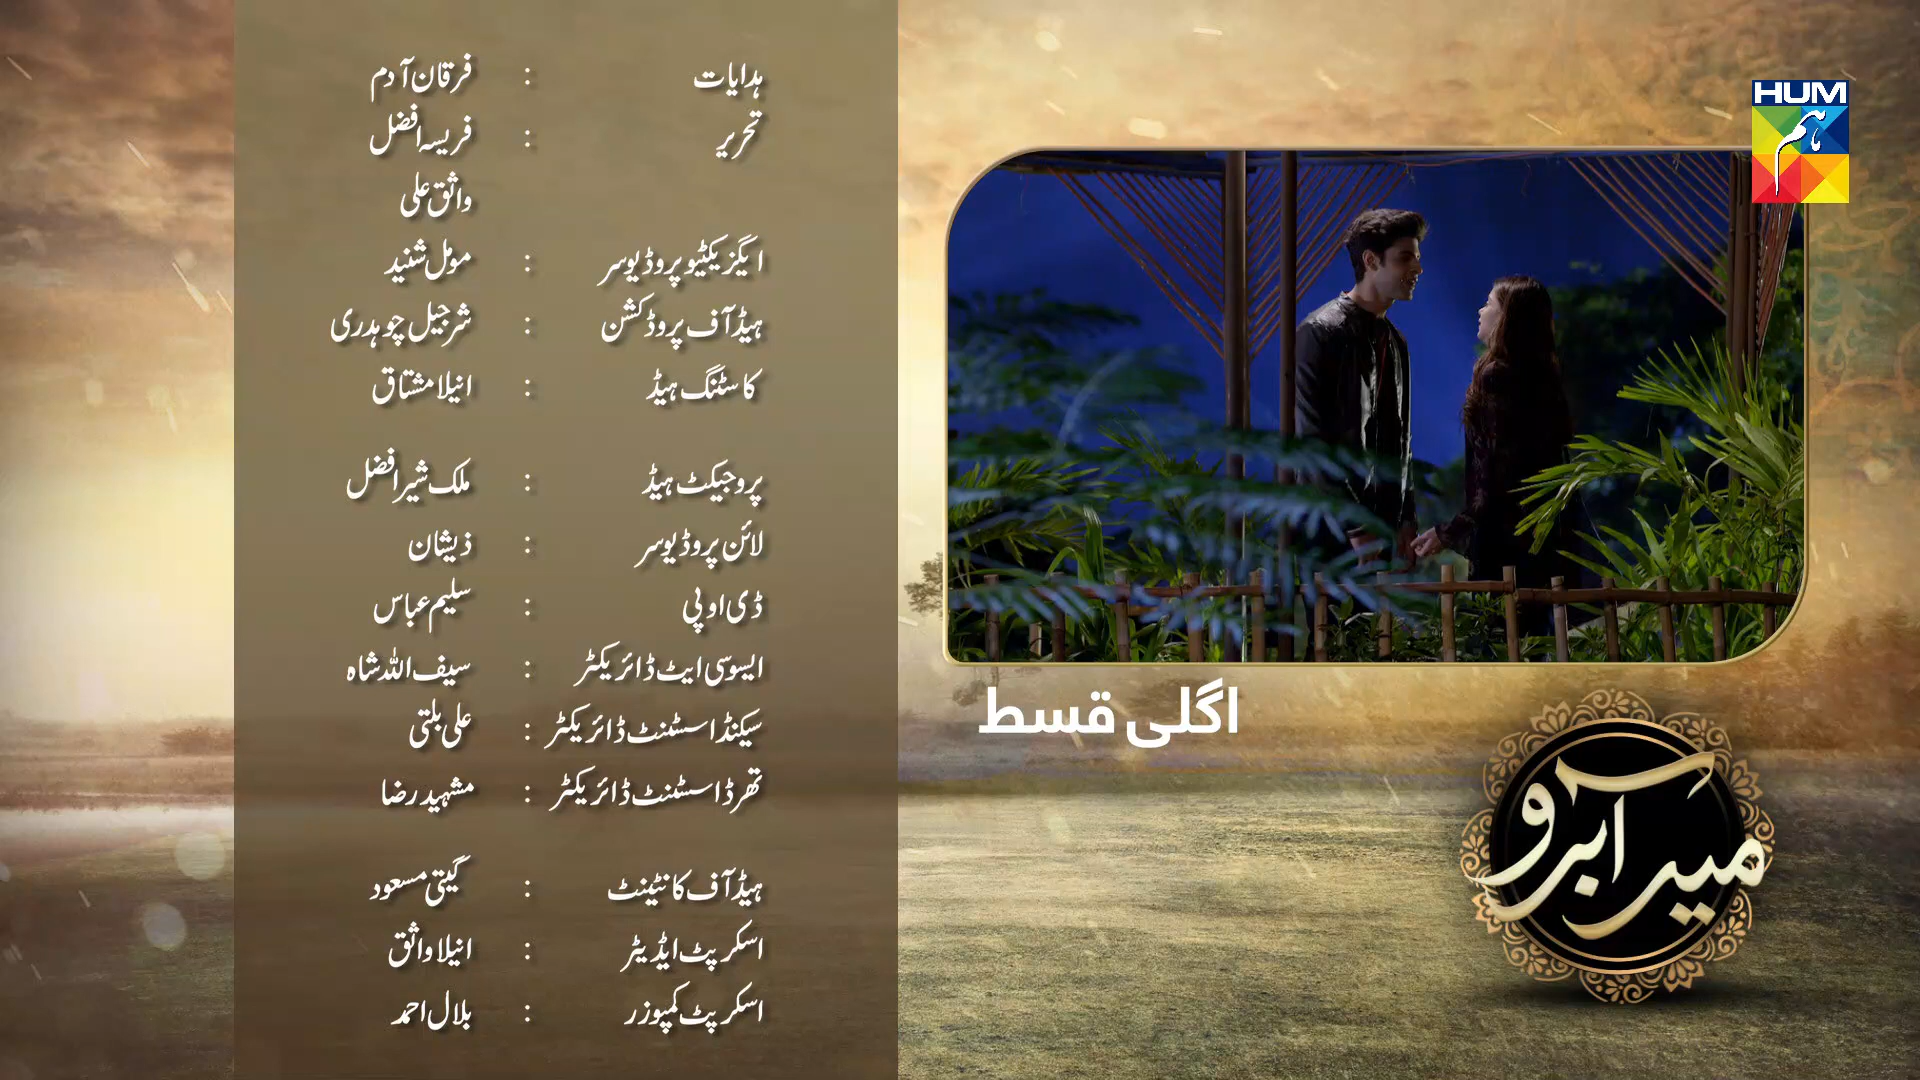 ہدایات : فرقان آدم
تحریر : فریسہ افضل
واثق علی
ایگزیکٹیو پروڈیوسر : مومل شنید
ہیڈ آف پروڈکشن : شرجیل چوہدری
کاسٹنگ ہیڈ : انیلا مشتاق
پروجیکٹ ہیڈ : ملک شیر افضل
لائن پروڈیوسر : ذیشان
ڈی او پی : سلیم عباس
ایسوسی ایٹ ڈائریکٹر : سیف اللہ شاہ
سیکنڈ اسسٹنٹ ڈائریکٹر : علی بلتی
تھرڈ اسسٹنٹ ڈائریکٹر : مشہید رضا
ہیڈ آف کانٹینٹ : گیتی مسعود
اسکرپٹ ایڈیٹر : انیلا واثق
اسکرپٹ کمپوزر : بلال احمد
HUM
ہم
اگلی قسط
میر آبرو